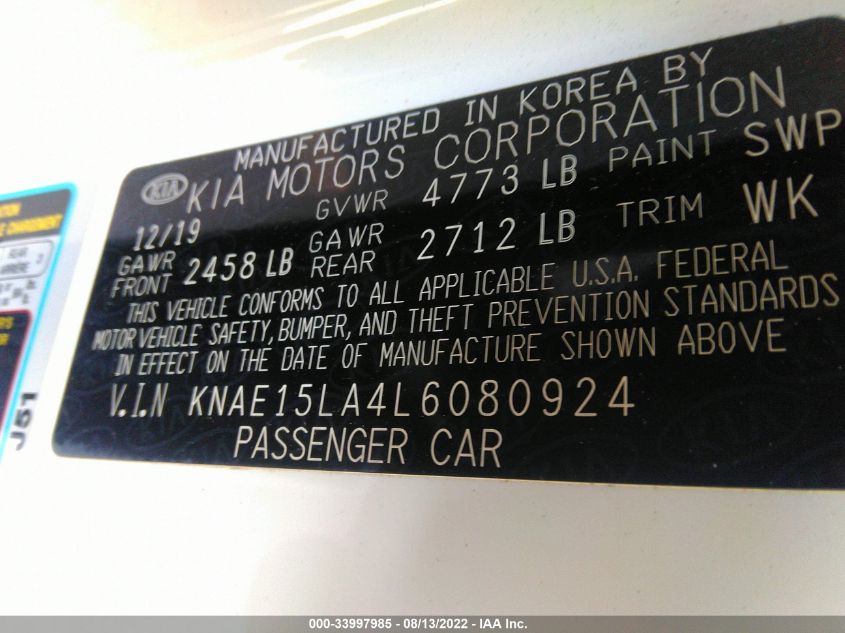 MANUFACTURED IN KOREA BY
KIA KIA MOTORS CORPORATION
12/19 GVWR 4773 LB PAINT SWP
GAWR FRONT 2458 LB GAWR REAR 2712 LB TRIM WK
THIS VEHICLE CONFORMS TO ALL APPLICABLE U.S.A. FEDERAL
MOTOR VEHICLE SAFETY, BUMPER, AND THEFT PREVENTION STANDARDS
IN EFFECT ON THE DATE OF MANUFACTURE SHOWN ABOVE
V.I.N KNAE15LA4L6080924
PASSENGER CAR
J51
000-33997985 - 08/13/2022 - IAA Inc.